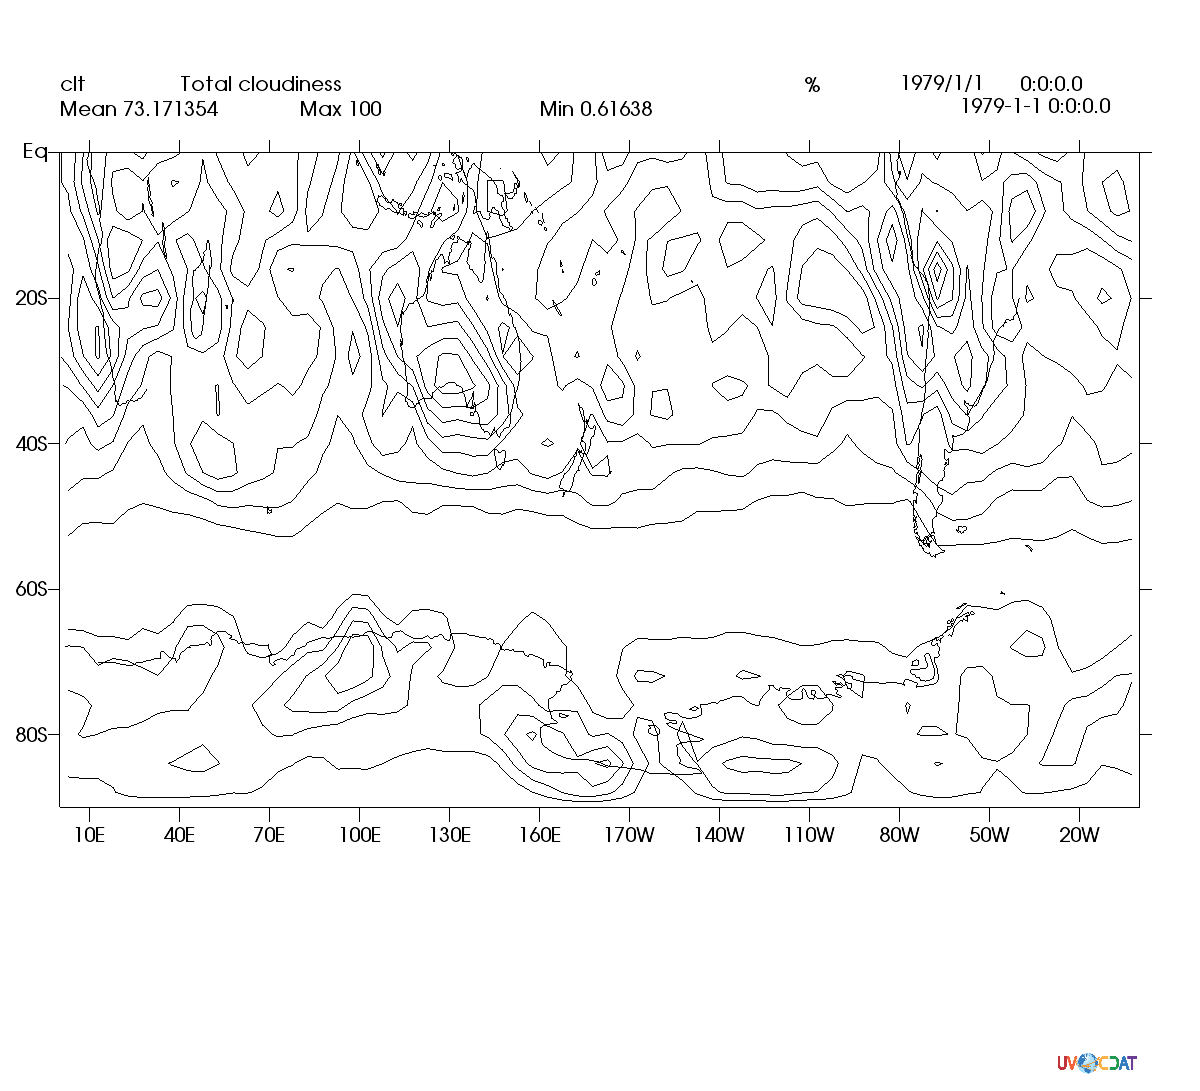 clt Total cloudiness % 1979/1/1 0:0:0.0
Mean 73.171354 Max 100 Min 0.61638 1979-1-1 0:0:0.0
Eq
20S
40S
60S
80S
10E 40E 70E 100E 130E 160E 170W 140W 110W 80W 50W 20W
UV CDAT